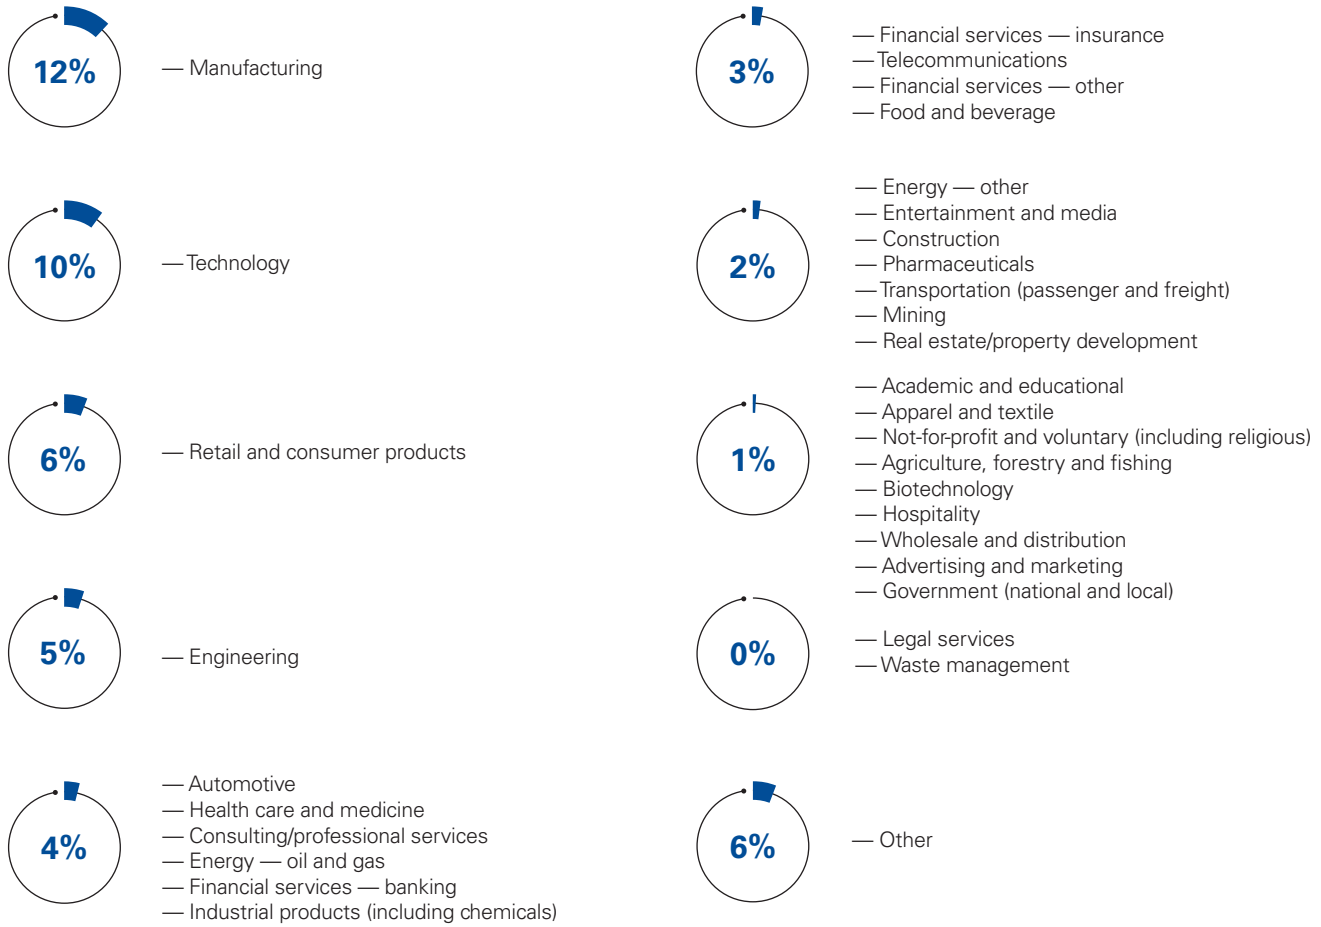 12%
— Manufacturing
10%
— Technology
6%
— Retail and consumer products
5%
— Engineering
4%
— Automotive
— Health care and medicine
— Consulting/professional services
— Energy — oil and gas
— Financial services — banking
— Industrial products (including chemicals)
3%
— Financial services — insurance
— Telecommunications
— Financial services — other
— Food and beverage
2%
— Energy — other
— Entertainment and media
— Construction
— Pharmaceuticals
— Transportation (passenger and freight)
— Mining
— Real estate/property development
1%
— Academic and educational
— Apparel and textile
— Not-for-profit and voluntary (including religious)
— Agriculture, forestry and fishing
— Biotechnology
— Hospitality
— Wholesale and distribution
— Advertising and marketing
— Government (national and local)
0%
— Legal services
— Waste management
6%
— Other